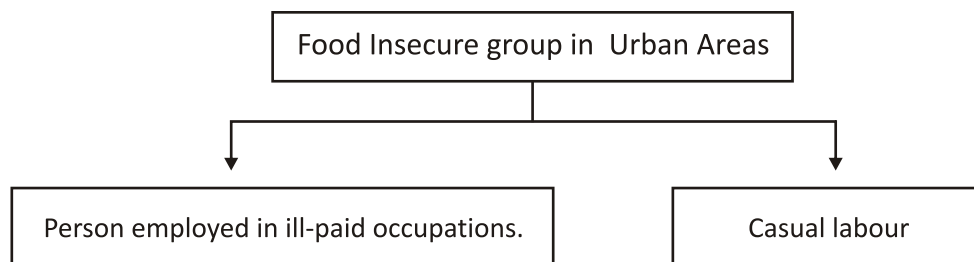 Food Insecure group in Urban Areas
Person employed in ill-paid occupations.
Casual labour